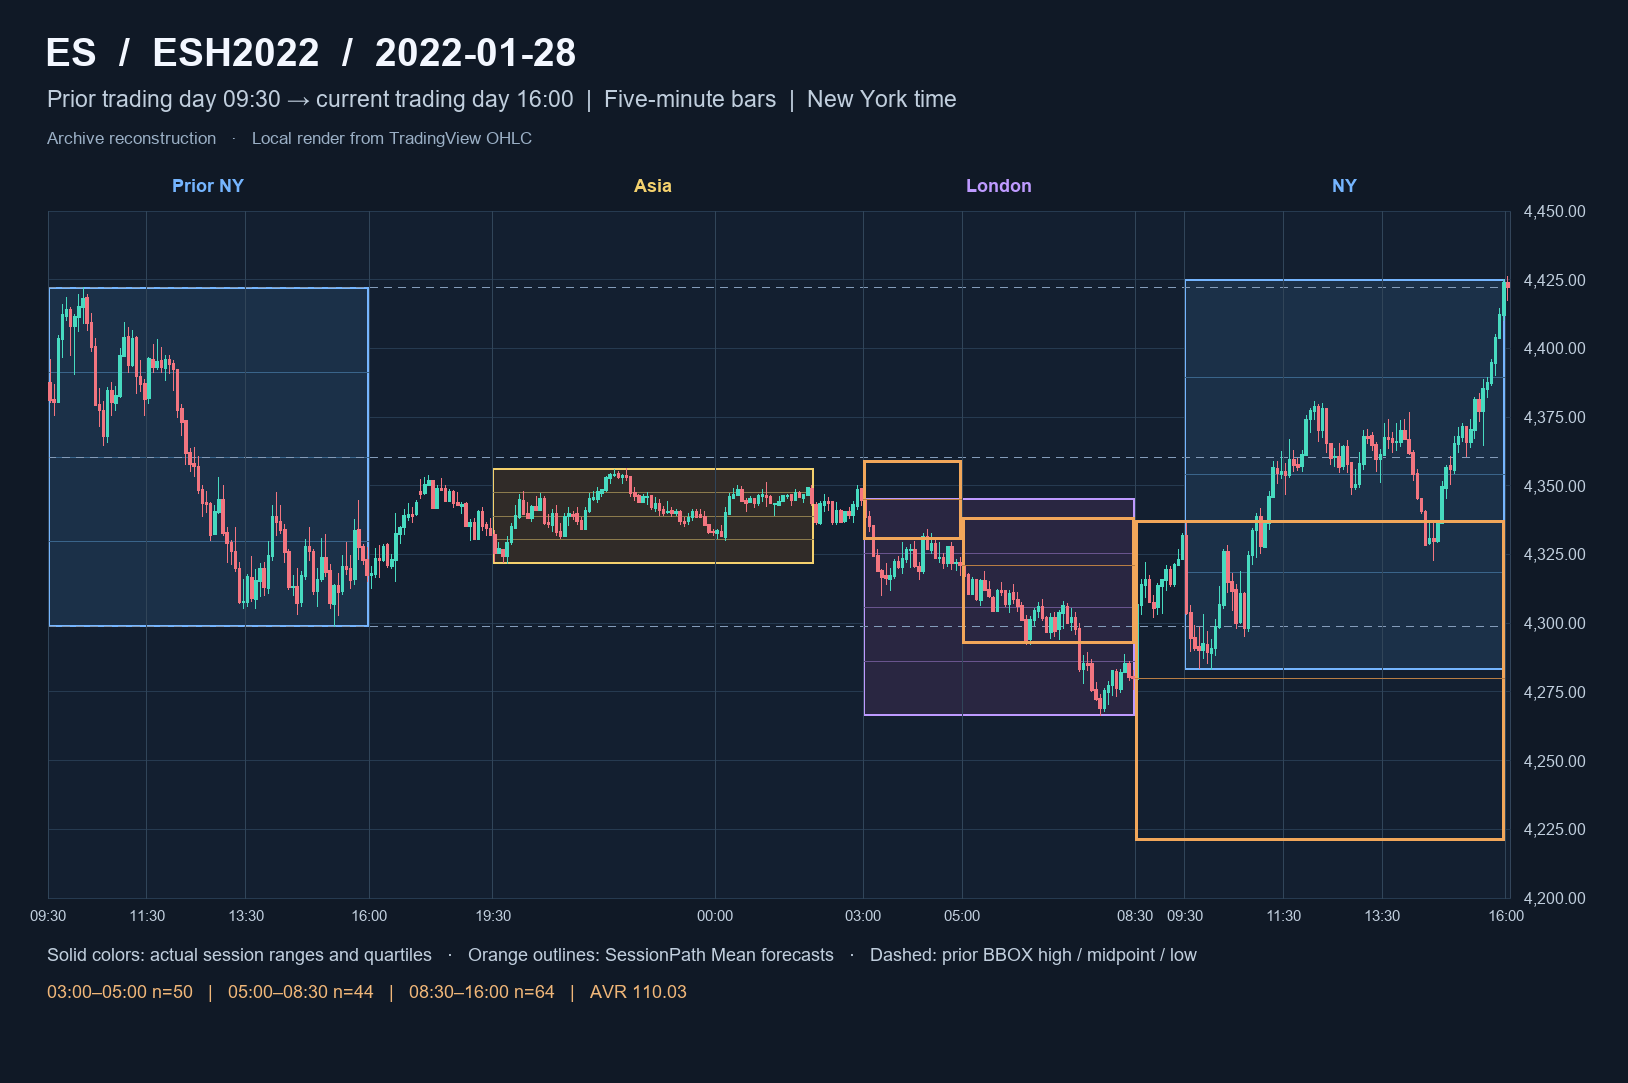 ES / ESH2022 / 2022-01-28
Prior trading day 09:30 → current trading day 16:00 | Five-minute bars | New York time
Archive reconstruction · Local render from TradingView OHLC
Prior NY Asia London NY
4,450.00
4,425.00
4,400.00
4,375.00
4,350.00
4,325.00
4,300.00
4,275.00
4,250.00
4,225.00
4,200.00
09:30 11:30 13:30 16:00 19:30 00:00 03:00 05:00 08:30 09:30 11:30 13:30 16:00
Solid colors: actual session ranges and quartiles · Orange outlines: SessionPath Mean forecasts · Dashed: prior BBOX high / midpoint / low
03:00–05:00 n=50 | 05:00–08:30 n=44 | 08:30–16:00 n=64 | AVR 110.03